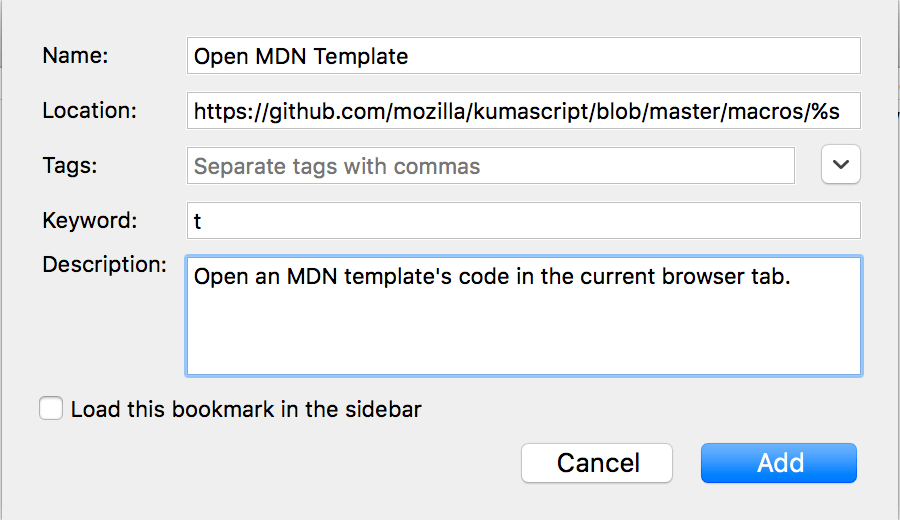 Name: Open MDN Template
Location: https://github.com/mozilla/kumascript/blob/master/macros/%s
Tags: Separate tags with commas
Keyword: t
Description: Open an MDN template's code in the current browser tab.
Load this bookmark in the sidebar
Cancel Add